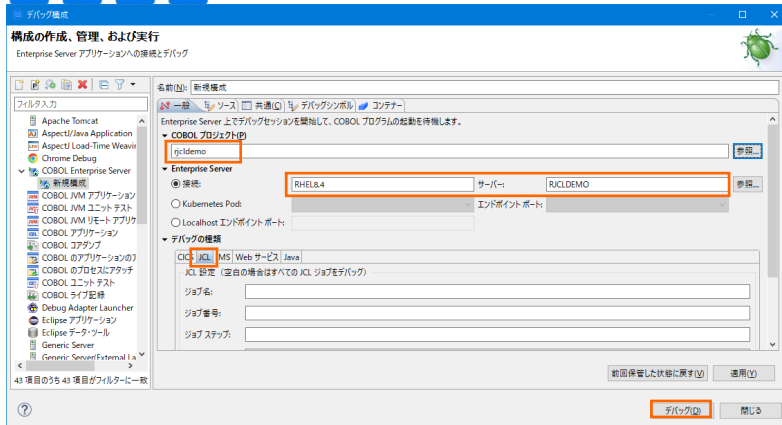 デバッグ構成
構成の作成、管理、および実行
Enterprise Server アプリケーションへの接続とデバッグ
フィルタ入力
Apache Tomcat
AspectJ/Java Application
AspectJ Load-Time Weavin
Chrome Debug
COBOL Enterprise Server
新規構成
COBOL JVM アプリケーション
COBOL JVM ユニット テスト
COBOL JVM リモート アプリケ
COBOL アプリケーション
COBOL コアダンプ
COBOL のアプリケーションのア
COBOL のプロセスにアタッチ
COBOL ユニット テスト
COBOL ライブ記録
Debug Adapter Launcher
Eclipse アプリケーション
Eclipse データ・ツール
Generic Server
Generic Server(External La
43 項目のうち 43 項目がフィルターに一致
名前(N): 新規構成
一般 ソース 共通(C) デバッグシンボル コンテナー
Enterprise Server 上でデバッグセッションを開始して、COBOL プログラムの起動を待機します。
COBOL プロジェクト(P)
rjcldemo 参照...
Enterprise Server
接続: RHEL8.4 サーバー: RJCLDEMO 参照...
Kubernetes Pod: エンドポイント ポート:
Localhost エンドポイント ポート:
デバッグの種類
CICS JCL IMS Web サービス Java
JCL 設定 (空白の場合はすべての JCL ジョブをデバッグ)
ジョブ名:
ジョブ番号:
ジョブ ステップ:
前回保管した状態に戻す(V) 適用(Y)
デバッグ(D) 閉じる